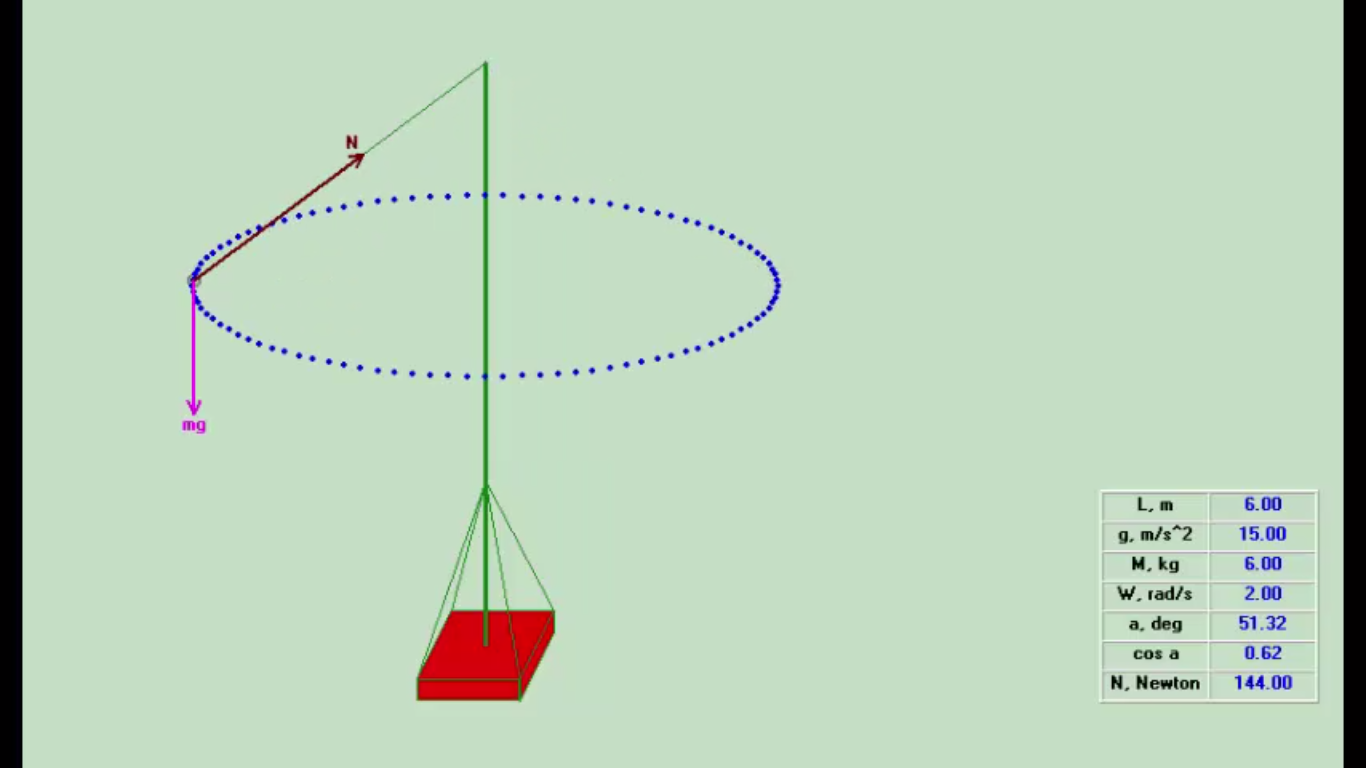 N
mg
L, m 6.00
g, m/s^2 15.00
M, kg 6.00
W, rad/s 2.00
a, deg 51.32
cos a 0.62
N, Newton 144.00